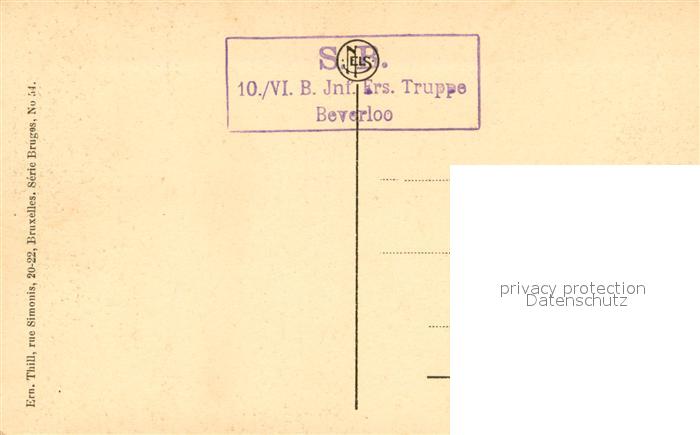 S. B.
NELS
10./VI. B. Jnf. Ers. Truppe
Beverloo
Ern. Thill, rue Simonis, 20-22, Bruxelles. Série Bruges, No 54.
privacy protection
Datenschutz